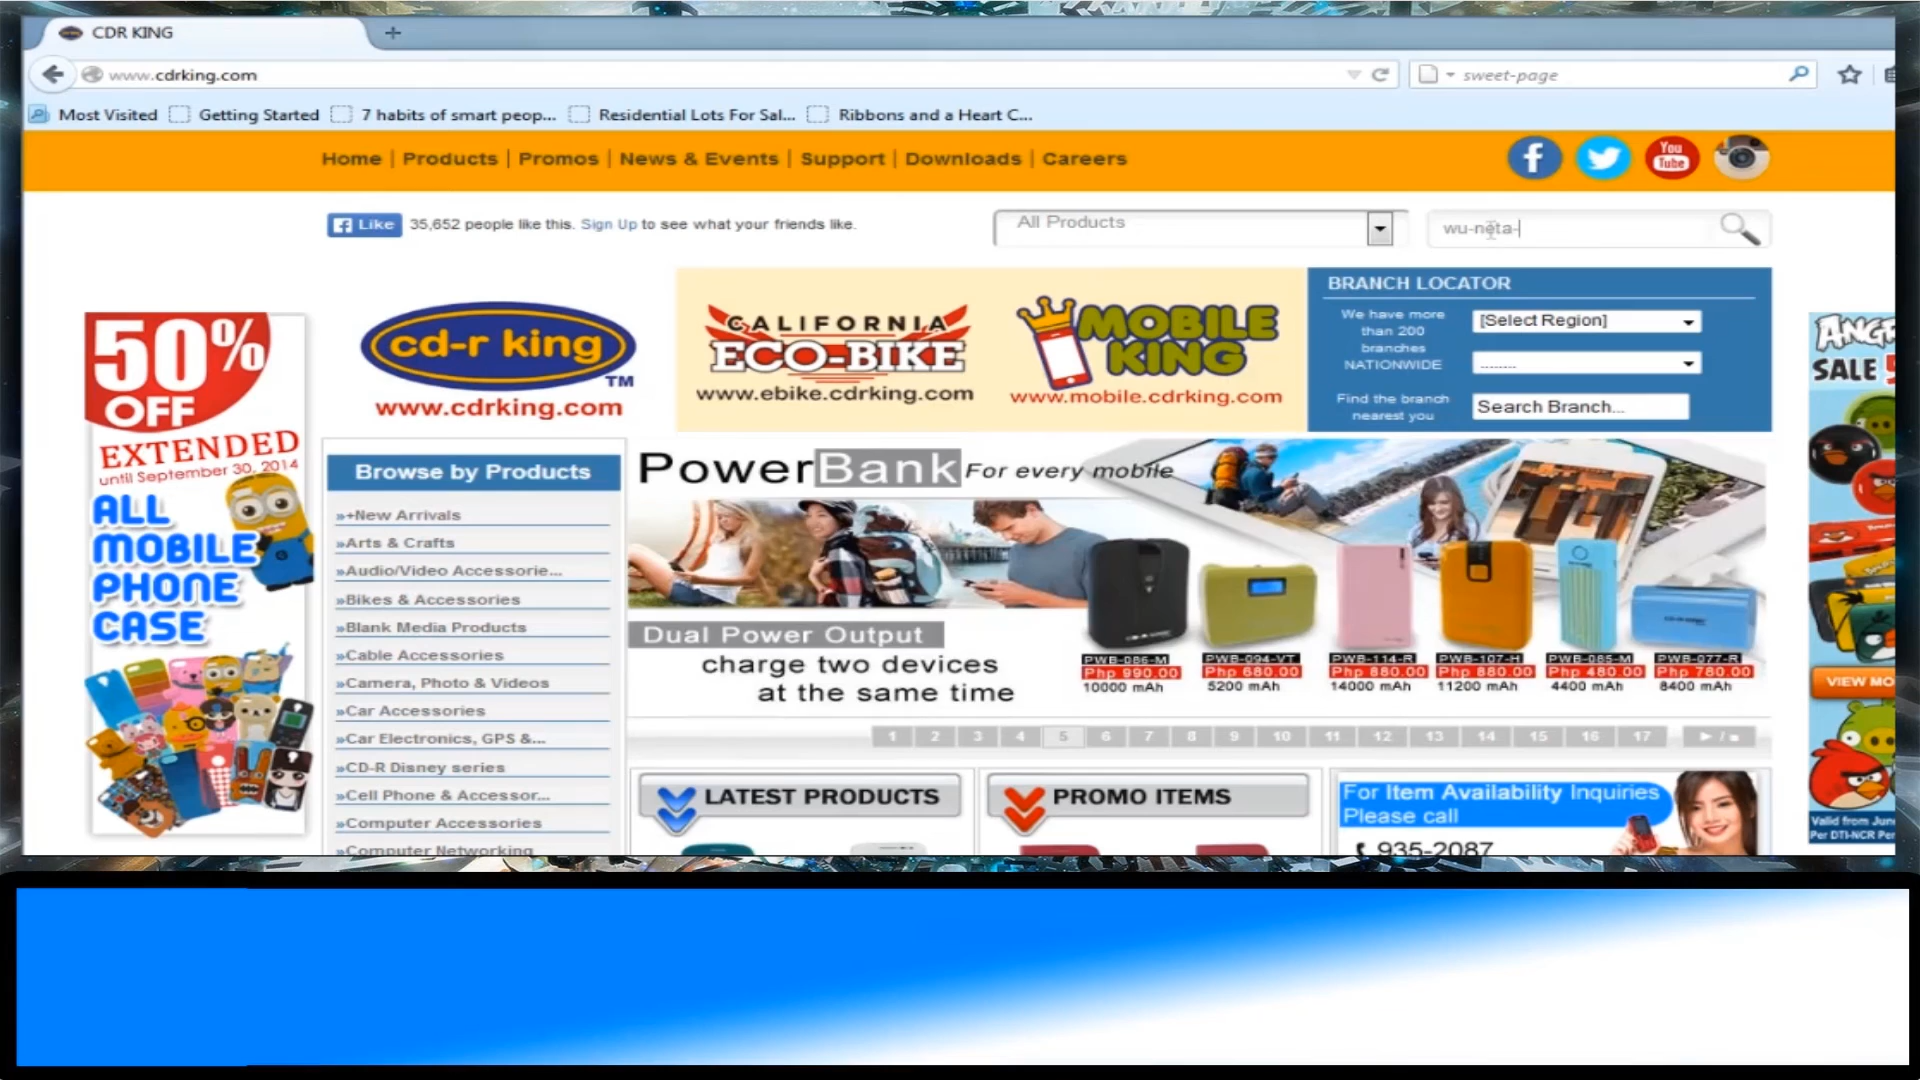 CDR KING
www.cdrking.com
sweet-page
Most Visited
Getting Started
7 habits of smart peop...
Residential Lots For Sal...
Ribbons and a Heart C...
Home | Products | Promos | News & Events | Support | Downloads | Careers
You
Tube
Like
35,652 people like this. Sign Up to see what your friends like.
All Products
wu-neta-
50%
OFF
EXTENDED
until September 30, 2014
ALL
MOBILE
PHONE
CASE
cd-r king
TM
www.cdrking.com
CALIFORNIA
ECO-BIKE
www.ebike.cdrking.com
MOBILE
KING
www.mobile.cdrking.com
BRANCH LOCATOR
We have more
than 200
branches
NATIONWIDE
[Select Region]
Find the branch
nearest you
Search Branch...
SALE
VIEW MO
Browse by Products
»+New Arrivals
»Arts & Crafts
»Audio/Video Accessorie...
»Bikes & Accessories
»Blank Media Products
»Cable Accessories
»Camera, Photo & Videos
»Car Accessories
»Car Electronics, GPS &...
»CD-R Disney series
»Cell Phone & Accessor...
»Computer Accessories
»Computer Networking
PowerBank For every mobile
Dual Power Output
charge two devices
at the same time
PWB-086-M
Php 990.00
10000 mAh
PWB-094-VT
Php 680.00
5200 mAh
PWB-114-R
Php 880.00
14000 mAh
PWB-107-H
Php 880.00
11200 mAh
PWB-085-M
Php 480.00
4400 mAh
PWB-077-R
Php 780.00
8400 mAh
1 2 3 4 5 6 7 8 9 10 11 12 13 14 15 16 17
LATEST PRODUCTS
PROMO ITEMS
For Item Availability Inquiries
Please call
935-2087
Valid from June
Per DTI-NCR Per